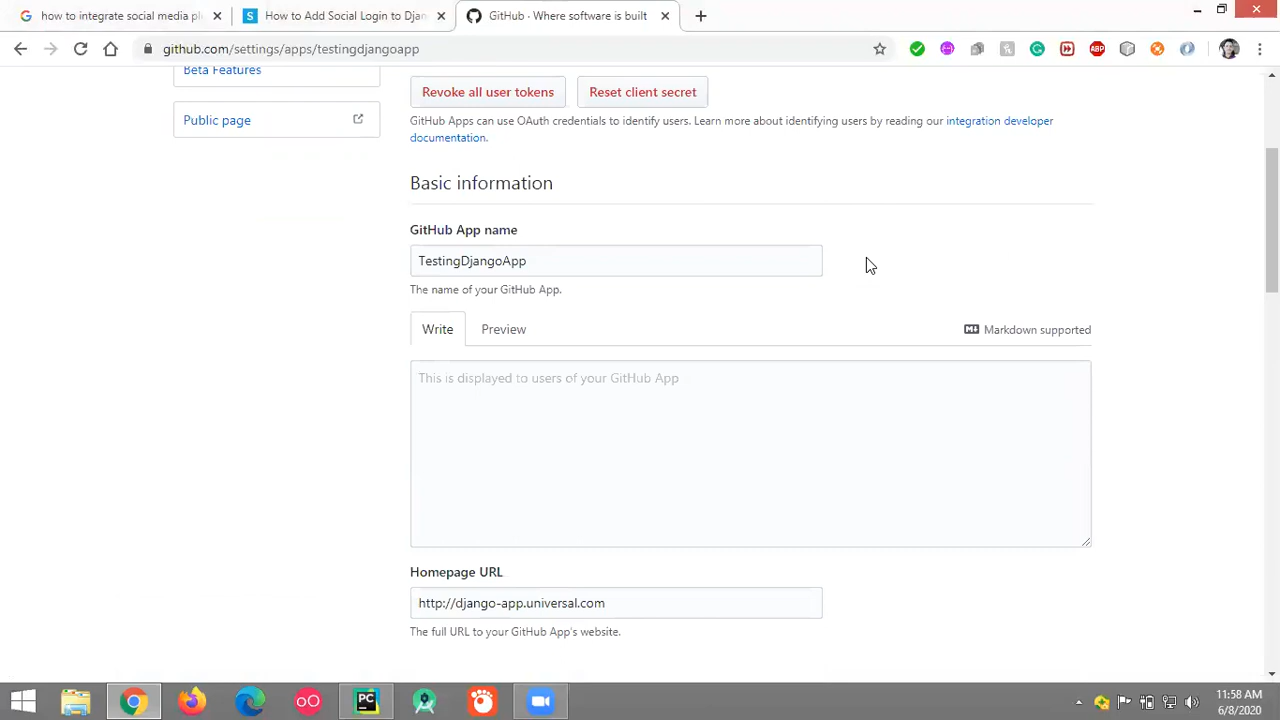 how to integrate social media pl
How to Add Social Login to Djan
GitHub · Where software is built
github.com/settings/apps/testingdjangoapp
ABP
Beta Features
Public page
Revoke all user tokens
Reset client secret
GitHub Apps can use OAuth credentials to identify users. Learn more about identifying users by reading our integration developer
documentation.
Basic information
GitHub App name
TestingDjangoApp
The name of your GitHub App.
Write
Preview
Markdown supported
This is displayed to users of your GitHub App
Homepage URL
http://django-app.universal.com
The full URL to your GitHub App's website.
PC
11:58 AM
6/8/2020